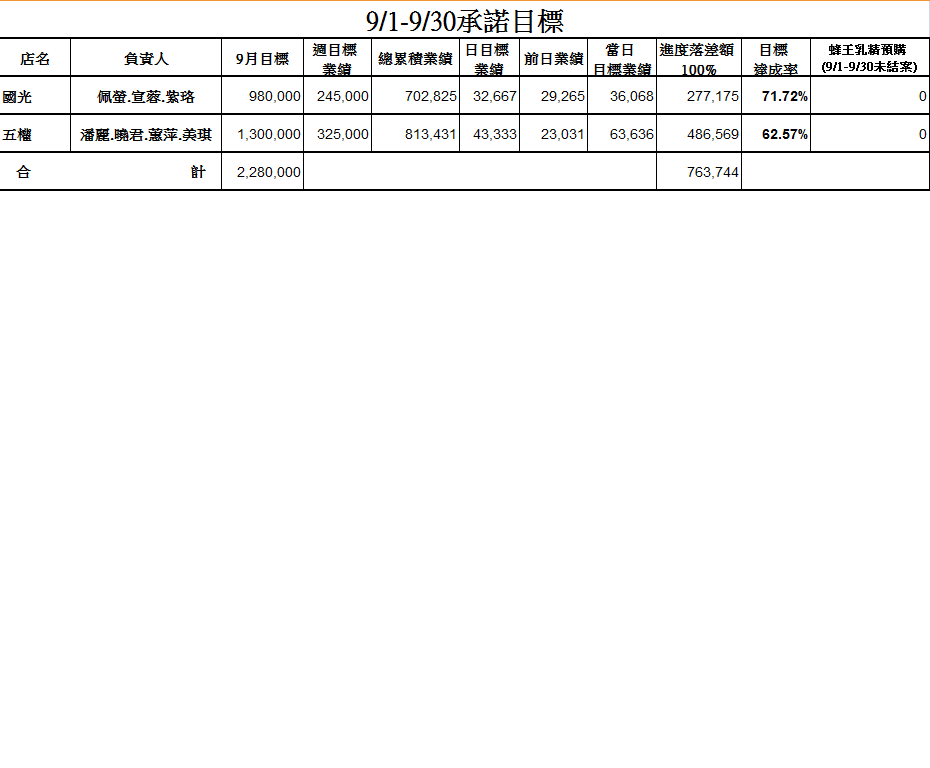 9/1-9/30承諾目標
店名 負責人 9月目標 週目標業績 總累積業績 日目標業績 前日業績 當日目標業績 進度落差額100% 目標達成率 蜂王乳精預購(9/1-9/30未結案)
國光 佩螢.宣蓉.紫珞 980,000 245,000 702,825 32,667 29,265 36,068 277,175 71.72% 0
五權 潘麗.曉君.蕙萍.美琪 1,300,000 325,000 813,431 43,333 23,031 63,636 486,569 62.57% 0
合計 2,280,000 763,744